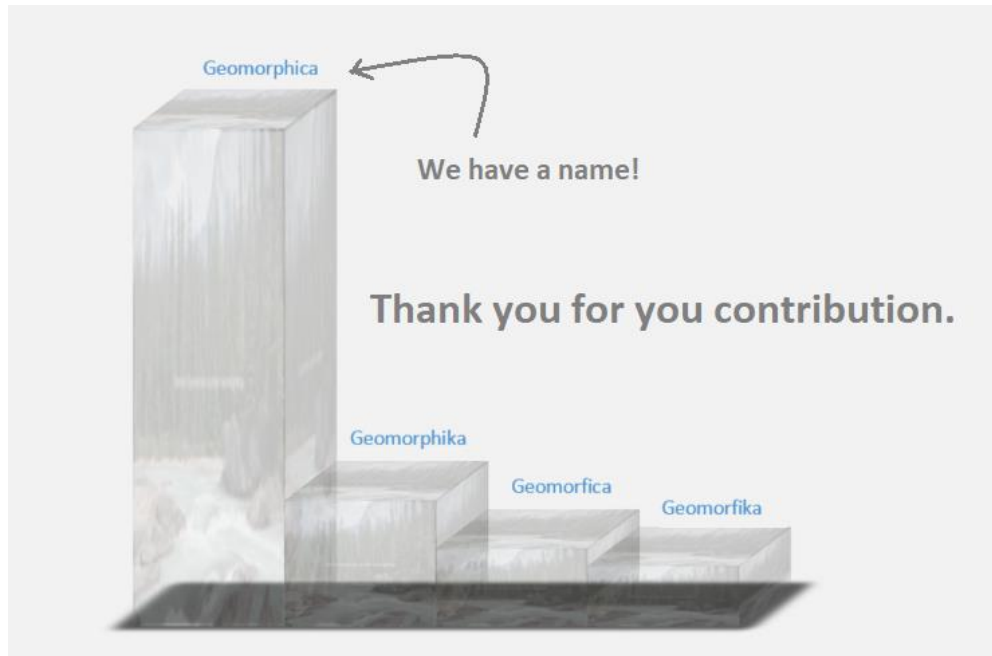 Geomorphica
We have a name!
Thank you for you contribution.
Geomorphika
Geomorfica
Geomorfika